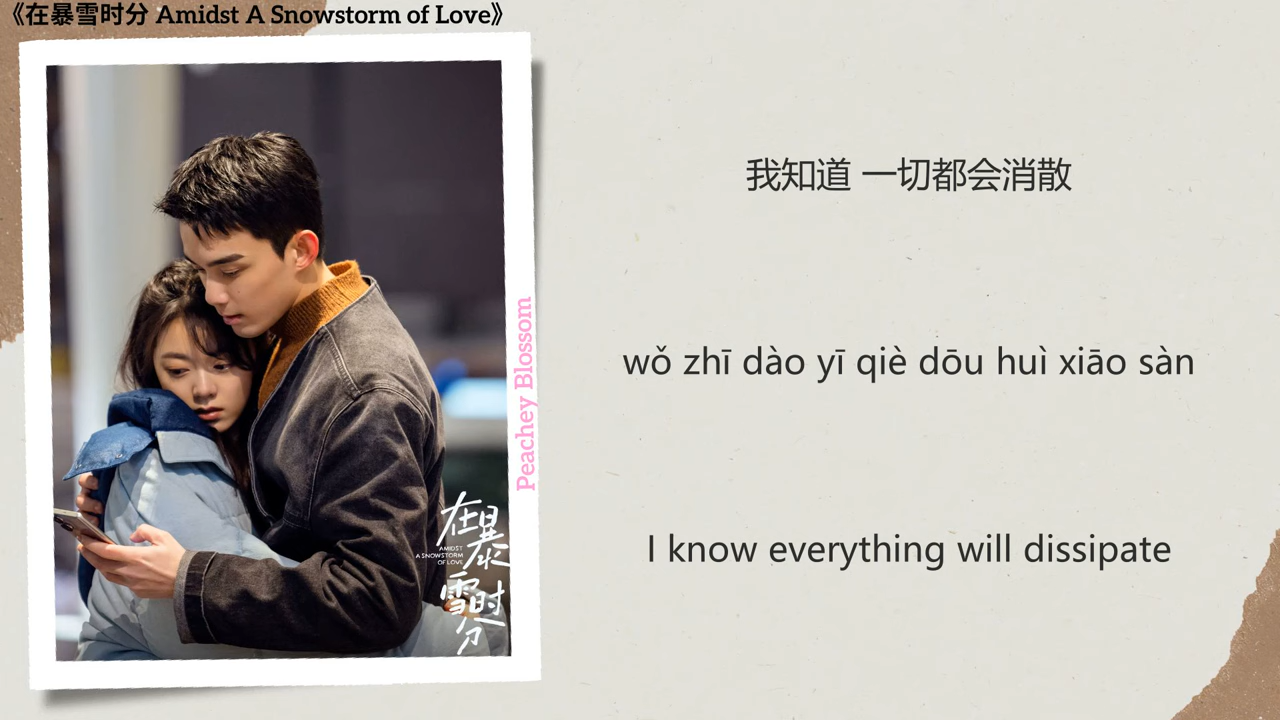 《在暴雪时分 Amidst A Snowstorm of Love》
我知道 一切都会消散
wǒ zhī dào yī qiè dōu huì xiāo sàn
I know everything will dissipate
Peachey Blossom
在暴
AMIDST
A SNOWSTORM
OF LOVE
雪时
分